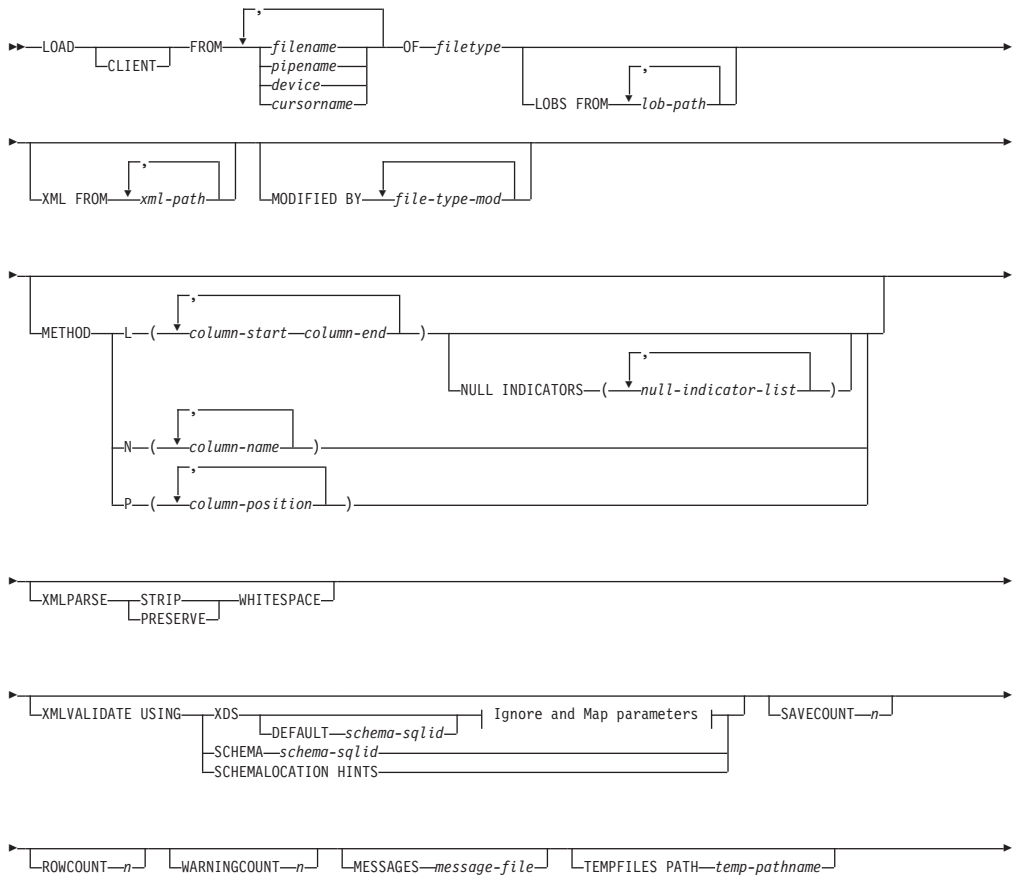 ,
LOAD CLIENT FROM filename OF filetype
pipename
device
cursorname
,
LOBS FROM lob-path
,
XML FROM xml-path
MODIFIED BY file-type-mod
,
METHOD L ( column-start column-end )
,
NULL INDICATORS ( null-indicator-list )
,
N ( column-name )
,
P ( column-position )
XMLPARSE STRIP WHITESPACE
PRESERVE
XMLVALIDATE USING XDS Ignore and Map parameters
DEFAULT schema-sqlid
SCHEMA schema-sqlid
SCHEMALOCATION HINTS
SAVECOUNT n
ROWCOUNT n WARNINGCOUNT n MESSAGES message-file TEMPFILES PATH temp-pathname